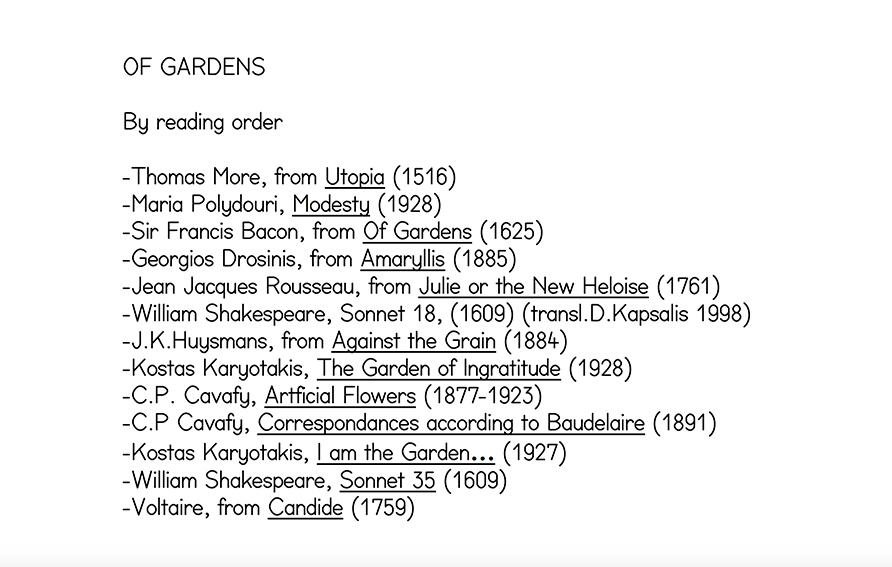 OF GARDENS
By reading order
-Thomas More, from Utopia (1516)
-Maria Polydouri, Modesty (1928)
-Sir Francis Bacon, from Of Gardens (1625)
-Georgios Drosinis, from Amaryllis (1885)
-Jean Jacques Rousseau, from Julie or the New Heloise (1761)
-William Shakespeare, Sonnet 18, (1609) (transl.D.Kapsalis 1998)
-J.K.Huysmans, from Against the Grain (1884)
-Kostas Karyotakis, The Garden of Ingratitude (1928)
-C.P. Cavafy, Artficial Flowers (1877-1923)
-C.P Cavafy, Correspondances according to Baudelaire (1891)
-Kostas Karyotakis, I am the Garden... (1927)
-William Shakespeare, Sonnet 35 (1609)
-Voltaire, from Candide (1759)